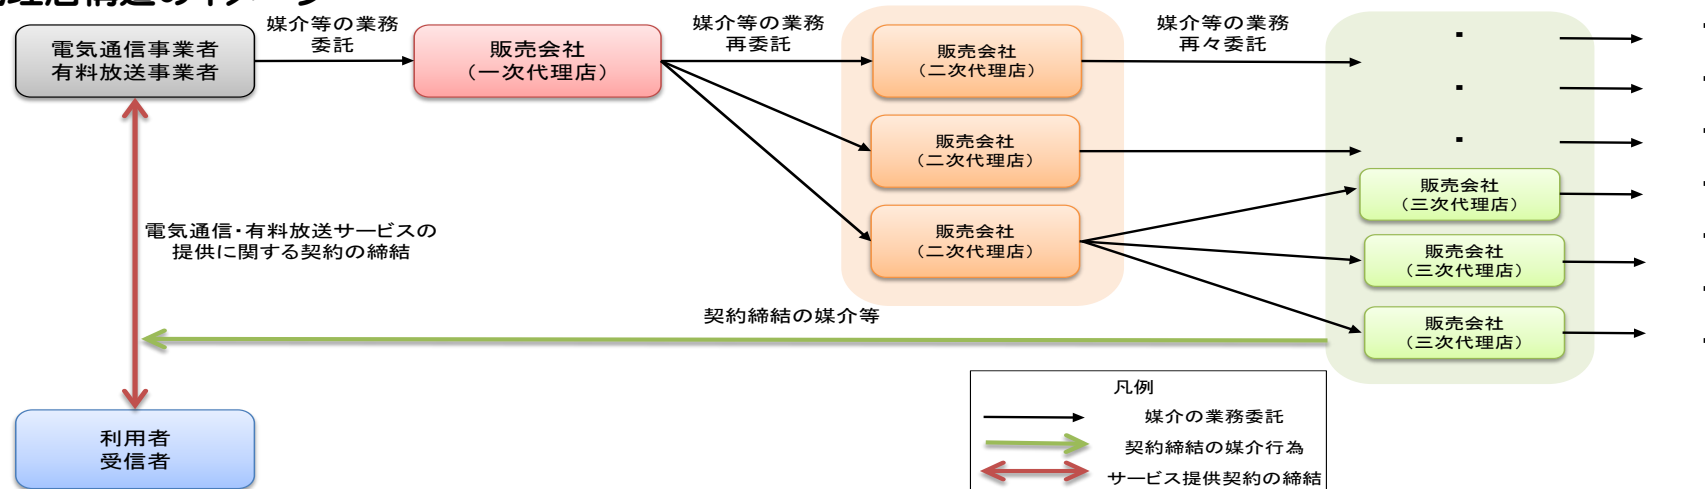 電気通信事業者
有料放送事業者
媒介等の業務
委託
販売会社
（一次代理店）
媒介等の業務
再委託
販売会社
（二次代理店）
媒介等の業務
再々委託
販売会社
（二次代理店）
販売会社
（二次代理店）
販売会社
（三次代理店）
販売会社
（三次代理店）
販売会社
（三次代理店）
電気通信・有料放送サービスの
提供に関する契約の締結
契約締結の媒介等
利用者
受信者
凡例
媒介の業務委託
契約締結の媒介行為
サービス提供契約の締結